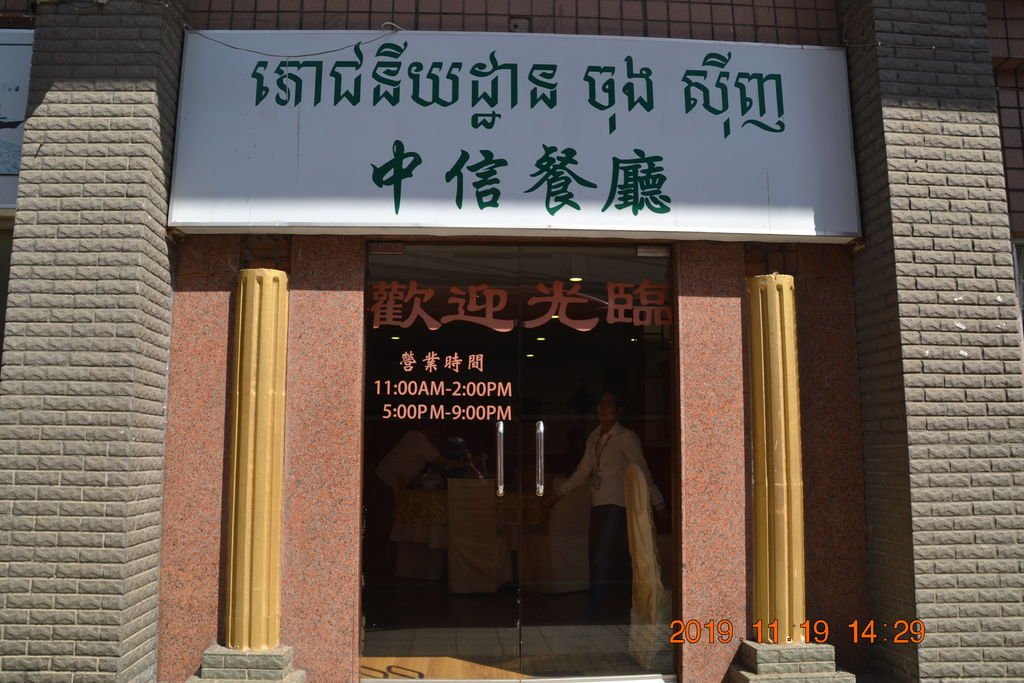 ភោជនីយដ្ឋាន ចុង ស៊ីញ
中信餐廳
歡迎光臨
營業時間
11:00AM-2:00PM
5:00PM-9:00PM
2019.11.19 14:29